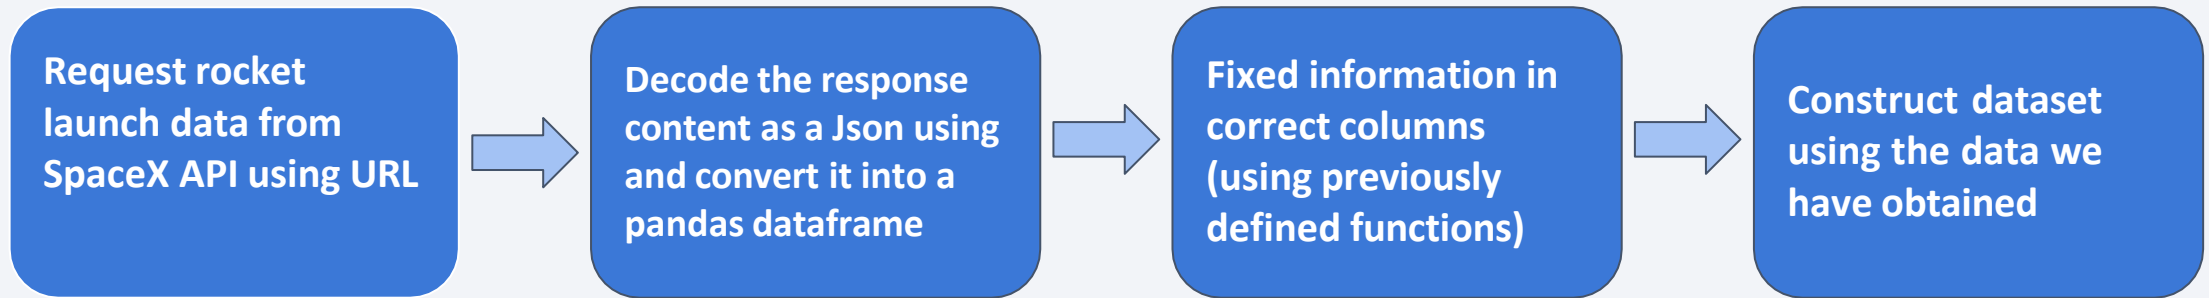 Request rocket
launch data from
SpaceX API using URL
Decode the response
content as a Json using
and convert it into a
pandas dataframe
Fixed information in
correct columns
(using previously
defined functions)
Construct dataset
using the data we
have obtained